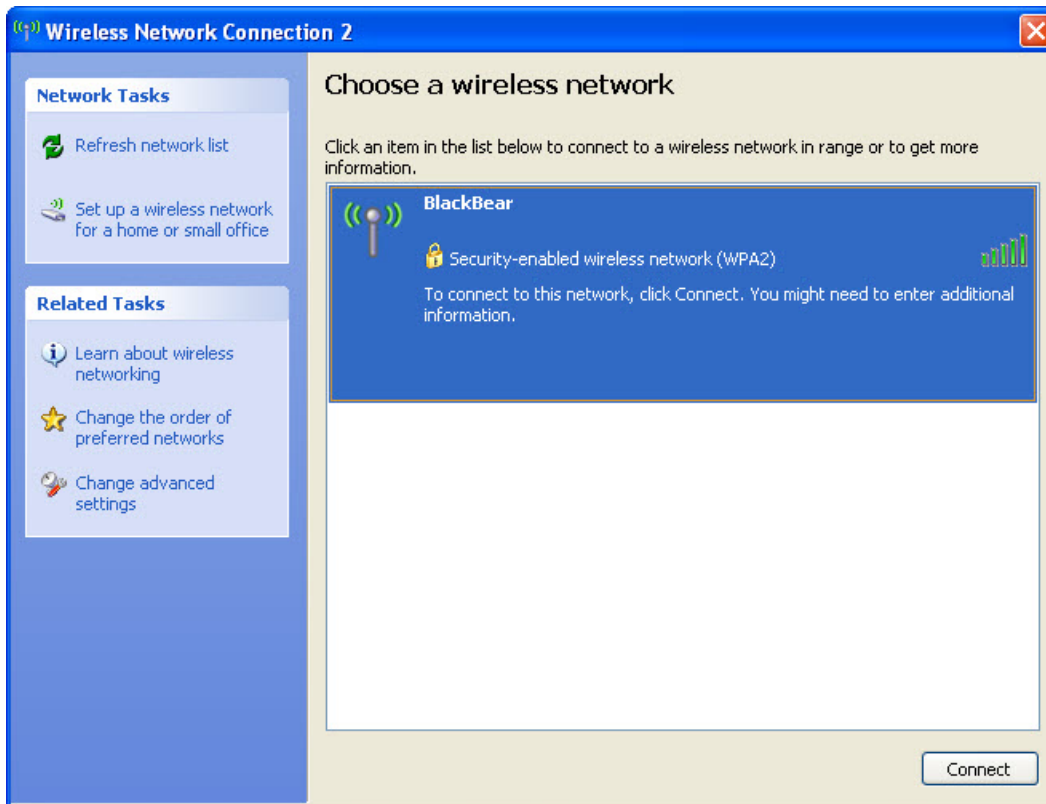 Wireless Network Connection 2
Network Tasks
Refresh network list
Set up a wireless network
for a home or small office
Related Tasks
Learn about wireless
networking
Change the order of
preferred networks
Change advanced
settings
Choose a wireless network
Click an item in the list below to connect to a wireless network in range or to get more
information.
BlackBear
Security-enabled wireless network (WPA2)
To connect to this network, click Connect. You might need to enter additional
information.
Connect